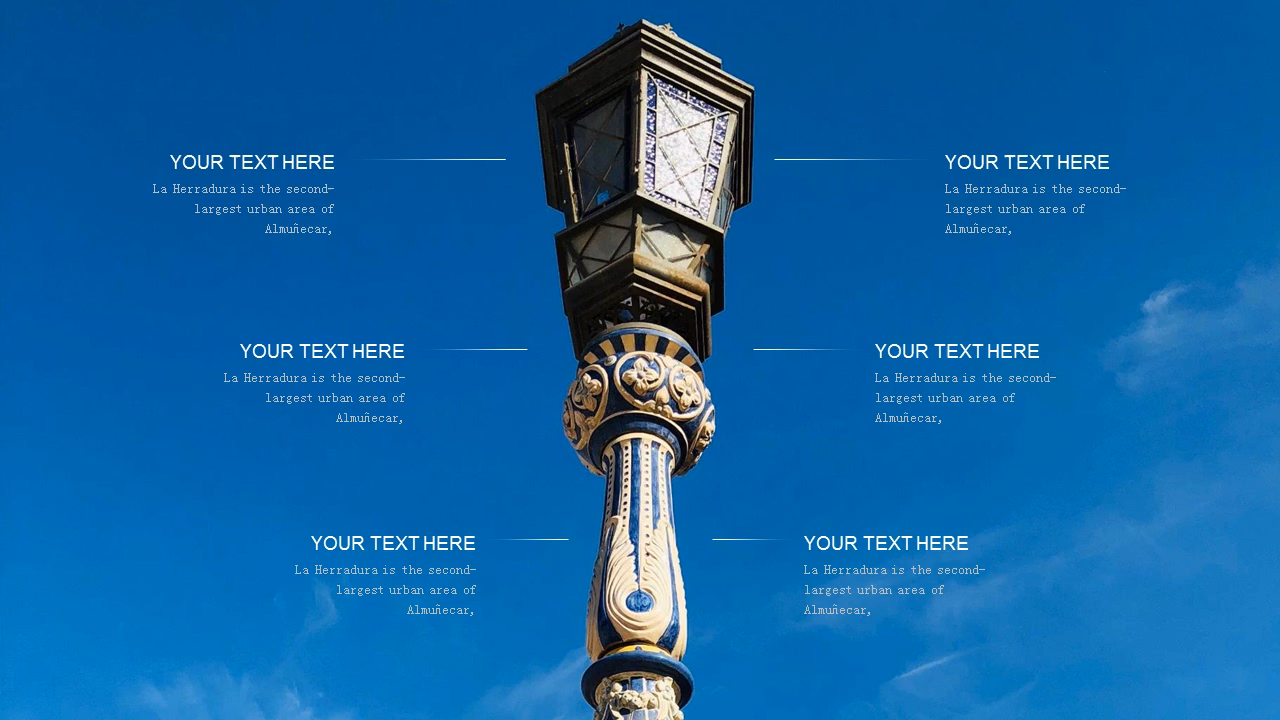 YOUR TEXT HERE
La Herradura is the second-
largest urban area of
Almuñecar,
YOUR TEXT HERE
La Herradura is the second-
largest urban area of
Almuñecar,
YOUR TEXT HERE
La Herradura is the second-
largest urban area of
Almuñecar,
YOUR TEXT HERE
La Herradura is the second-
largest urban area of
Almuñecar,
YOUR TEXT HERE
La Herradura is the second-
largest urban area of
Almuñecar,
YOUR TEXT HERE
La Herradura is the second-
largest urban area of
Almuñecar,